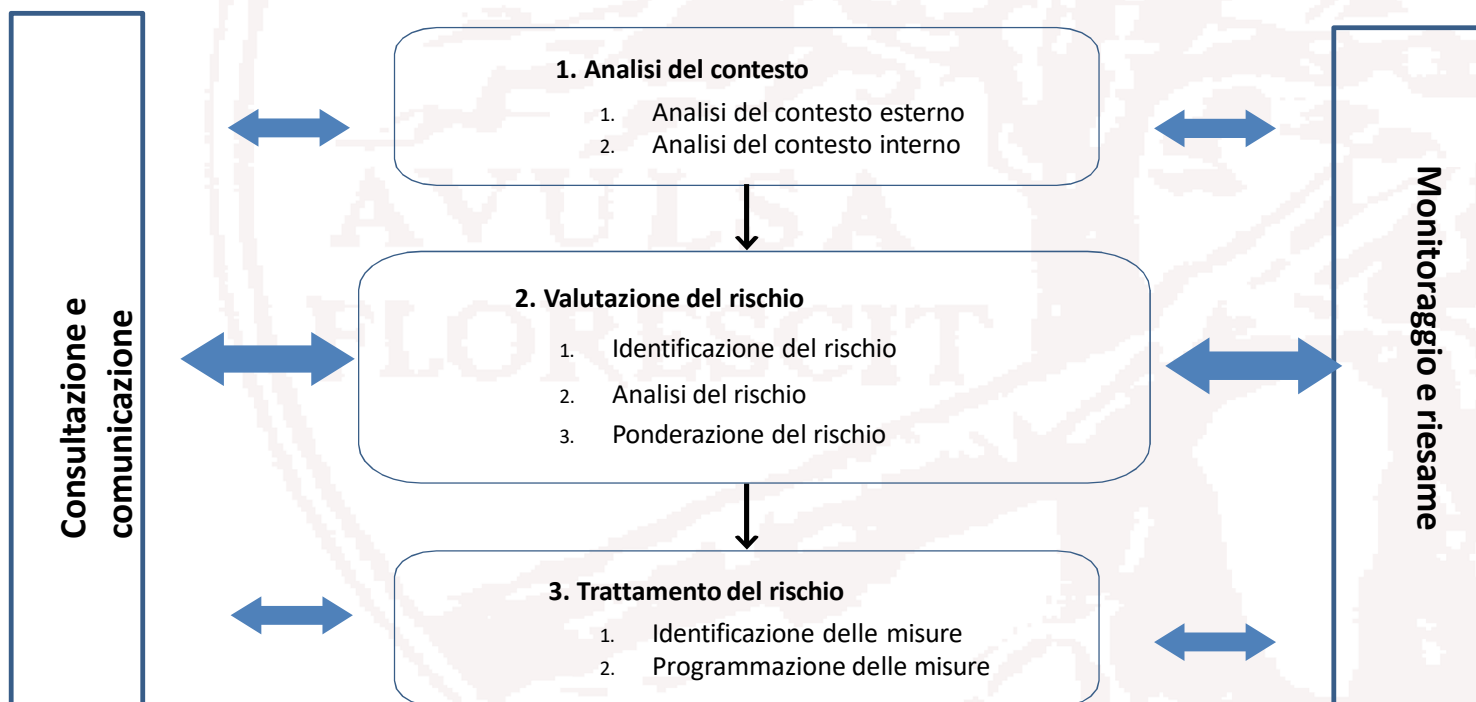 Consultazione e
comunicazione
1. Analisi del contesto
1. Analisi del contesto esterno
2. Analisi del contesto interno
AVULSA
2. Valutazione del rischio
FLORESCIT
1. Identificazione del rischio
2. Analisi del rischio
3. Ponderazione del rischio
3. Trattamento del rischio
1. Identificazione delle misure
2. Programmazione delle misure
Monitoraggio e riesame